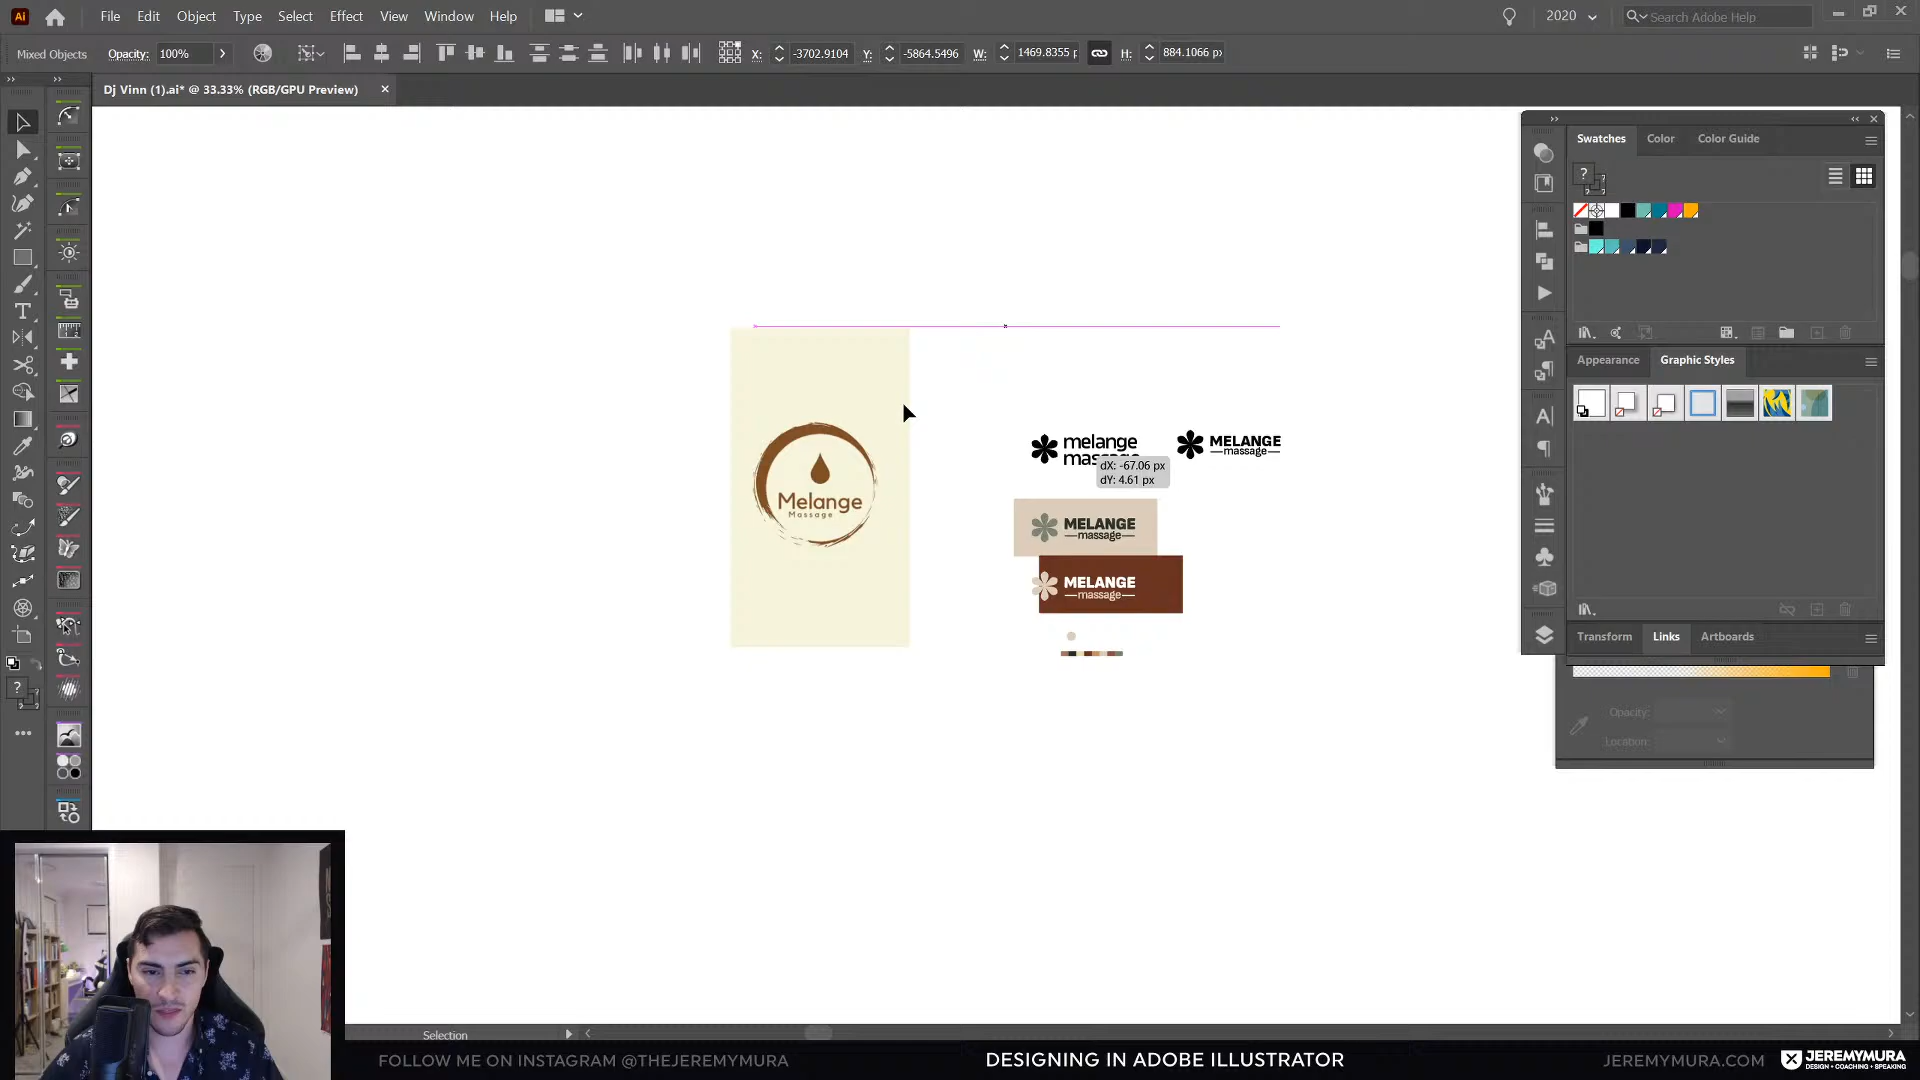 Ai
File Edit Object Type Select Effect View Window Help
2020
Search Adobe Help
Mixed Objects
Opacity: 100%
X: -3702.9104
Y: -5864.5496
W: 1469.8355 p
H: 884.1066 px
Dj Vinn (1).ai* @ 33.33% (RGB/GPU Preview)
Swatches Color Color Guide
?
Appearance Graphic Styles
Transform Links Artboards
Opacity:
Location:
Melange
Massage
melange
MELANGE
massage
dX: -67.06 px
dY: 4.61 px
MELANGE
massage
MELANGE
massage
?
Selection
FOLLOW ME ON INSTAGRAM @THEJEREMYMURA
DESIGNING IN ADOBE ILLUSTRATOR
JEREMYMURA.COM
JEREMYMURA
DESIGN • COACHING • SPEAKING